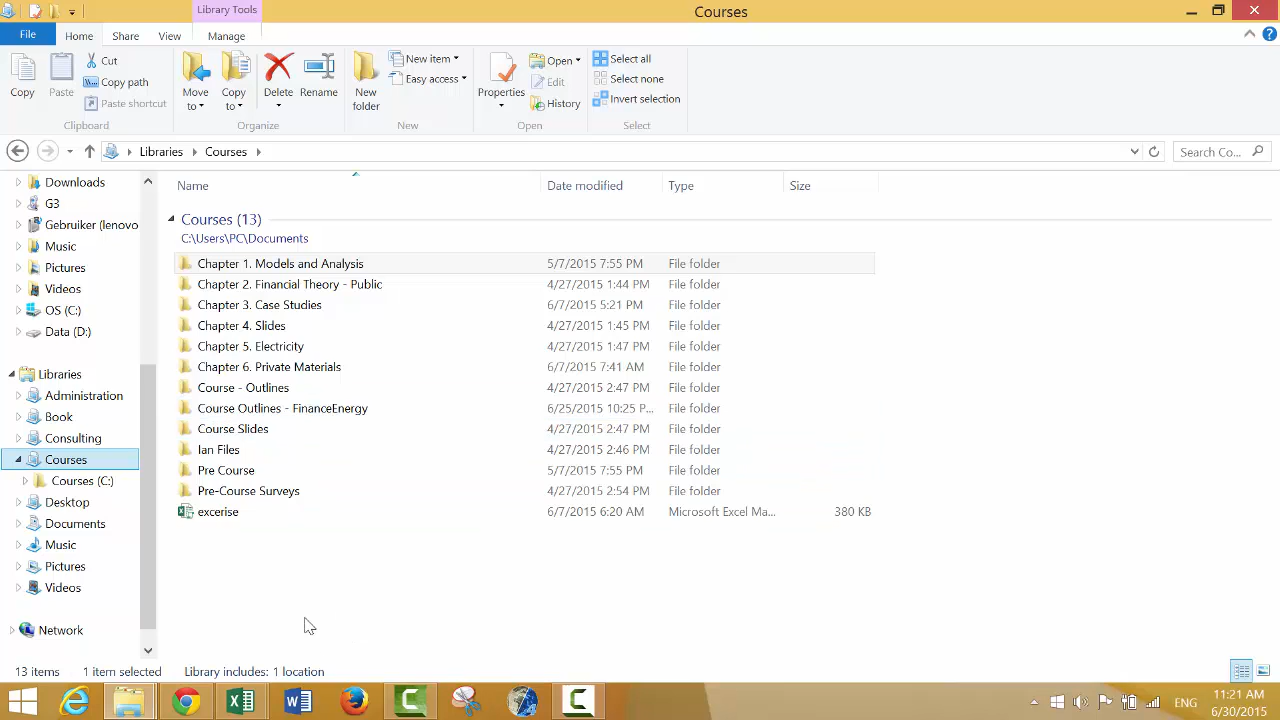 Library Tools
Courses
File
Home
Share
View
Manage
Copy
Paste
Cut
Copy path
Paste shortcut
Clipboard
Move to
Copy to
Delete
Rename
Organize
New folder
New item
Easy access
New
Properties
Open
Edit
History
Open
Select all
Select none
Invert selection
Select
Libraries
Courses
Search Co...
Downloads
G3
Gebruiker (lenovo
Music
Pictures
Videos
OS (C:)
Data (D:)
Libraries
Administration
Book
Consulting
Courses
Courses (C:)
Desktop
Documents
Music
Pictures
Videos
Network
Name Date modified Type Size
Courses (13)
C:\Users\PC\Documents
Chapter 1. Models and Analysis 5/7/2015 7:55 PM File folder
Chapter 2. Financial Theory - Public 4/27/2015 1:44 PM File folder
Chapter 3. Case Studies 6/7/2015 5:21 PM File folder
Chapter 4. Slides 4/27/2015 1:45 PM File folder
Chapter 5. Electricity 4/27/2015 1:47 PM File folder
Chapter 6. Private Materials 6/7/2015 7:41 AM File folder
Course - Outlines 4/27/2015 2:47 PM File folder
Course Outlines - FinanceEnergy 6/25/2015 10:25 P... File folder
Course Slides 4/27/2015 2:47 PM File folder
Ian Files 4/27/2015 2:46 PM File folder
Pre Course 5/7/2015 7:55 PM File folder
Pre-Course Surveys 4/27/2015 2:54 PM File folder
excerise 6/7/2015 6:20 AM Microsoft Excel Ma... 380 KB
13 items 1 item selected Library includes: 1 location
ENG
11:21 AM
6/30/2015